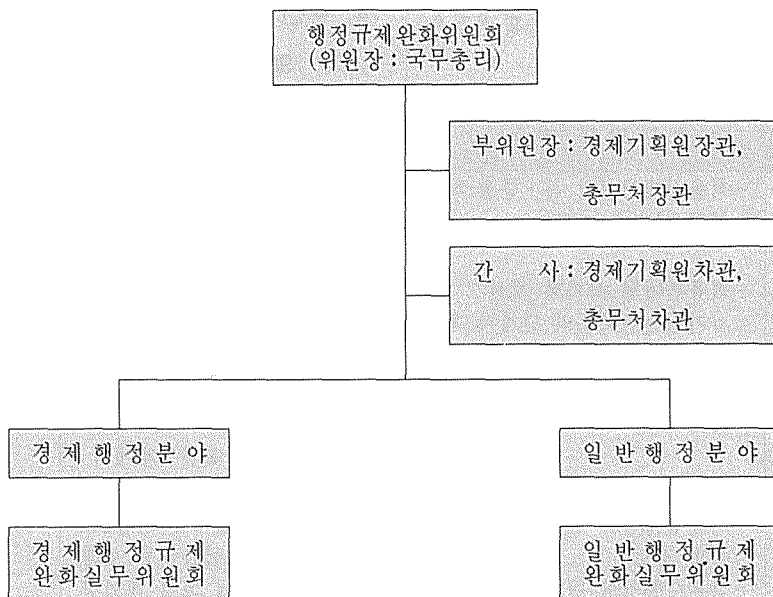 행정규제완화위원회
(위원장 : 국무총리)
부위원장 : 경제기획원장관,
총무처장관
간 사 : 경제기획원차관,
총무처차관
경 제 행 정 분 야
일 반 행 정 분 야
경 제 행 정 규 제
완화실무위원회
일 반 행 정 규 제
완화실무위원회